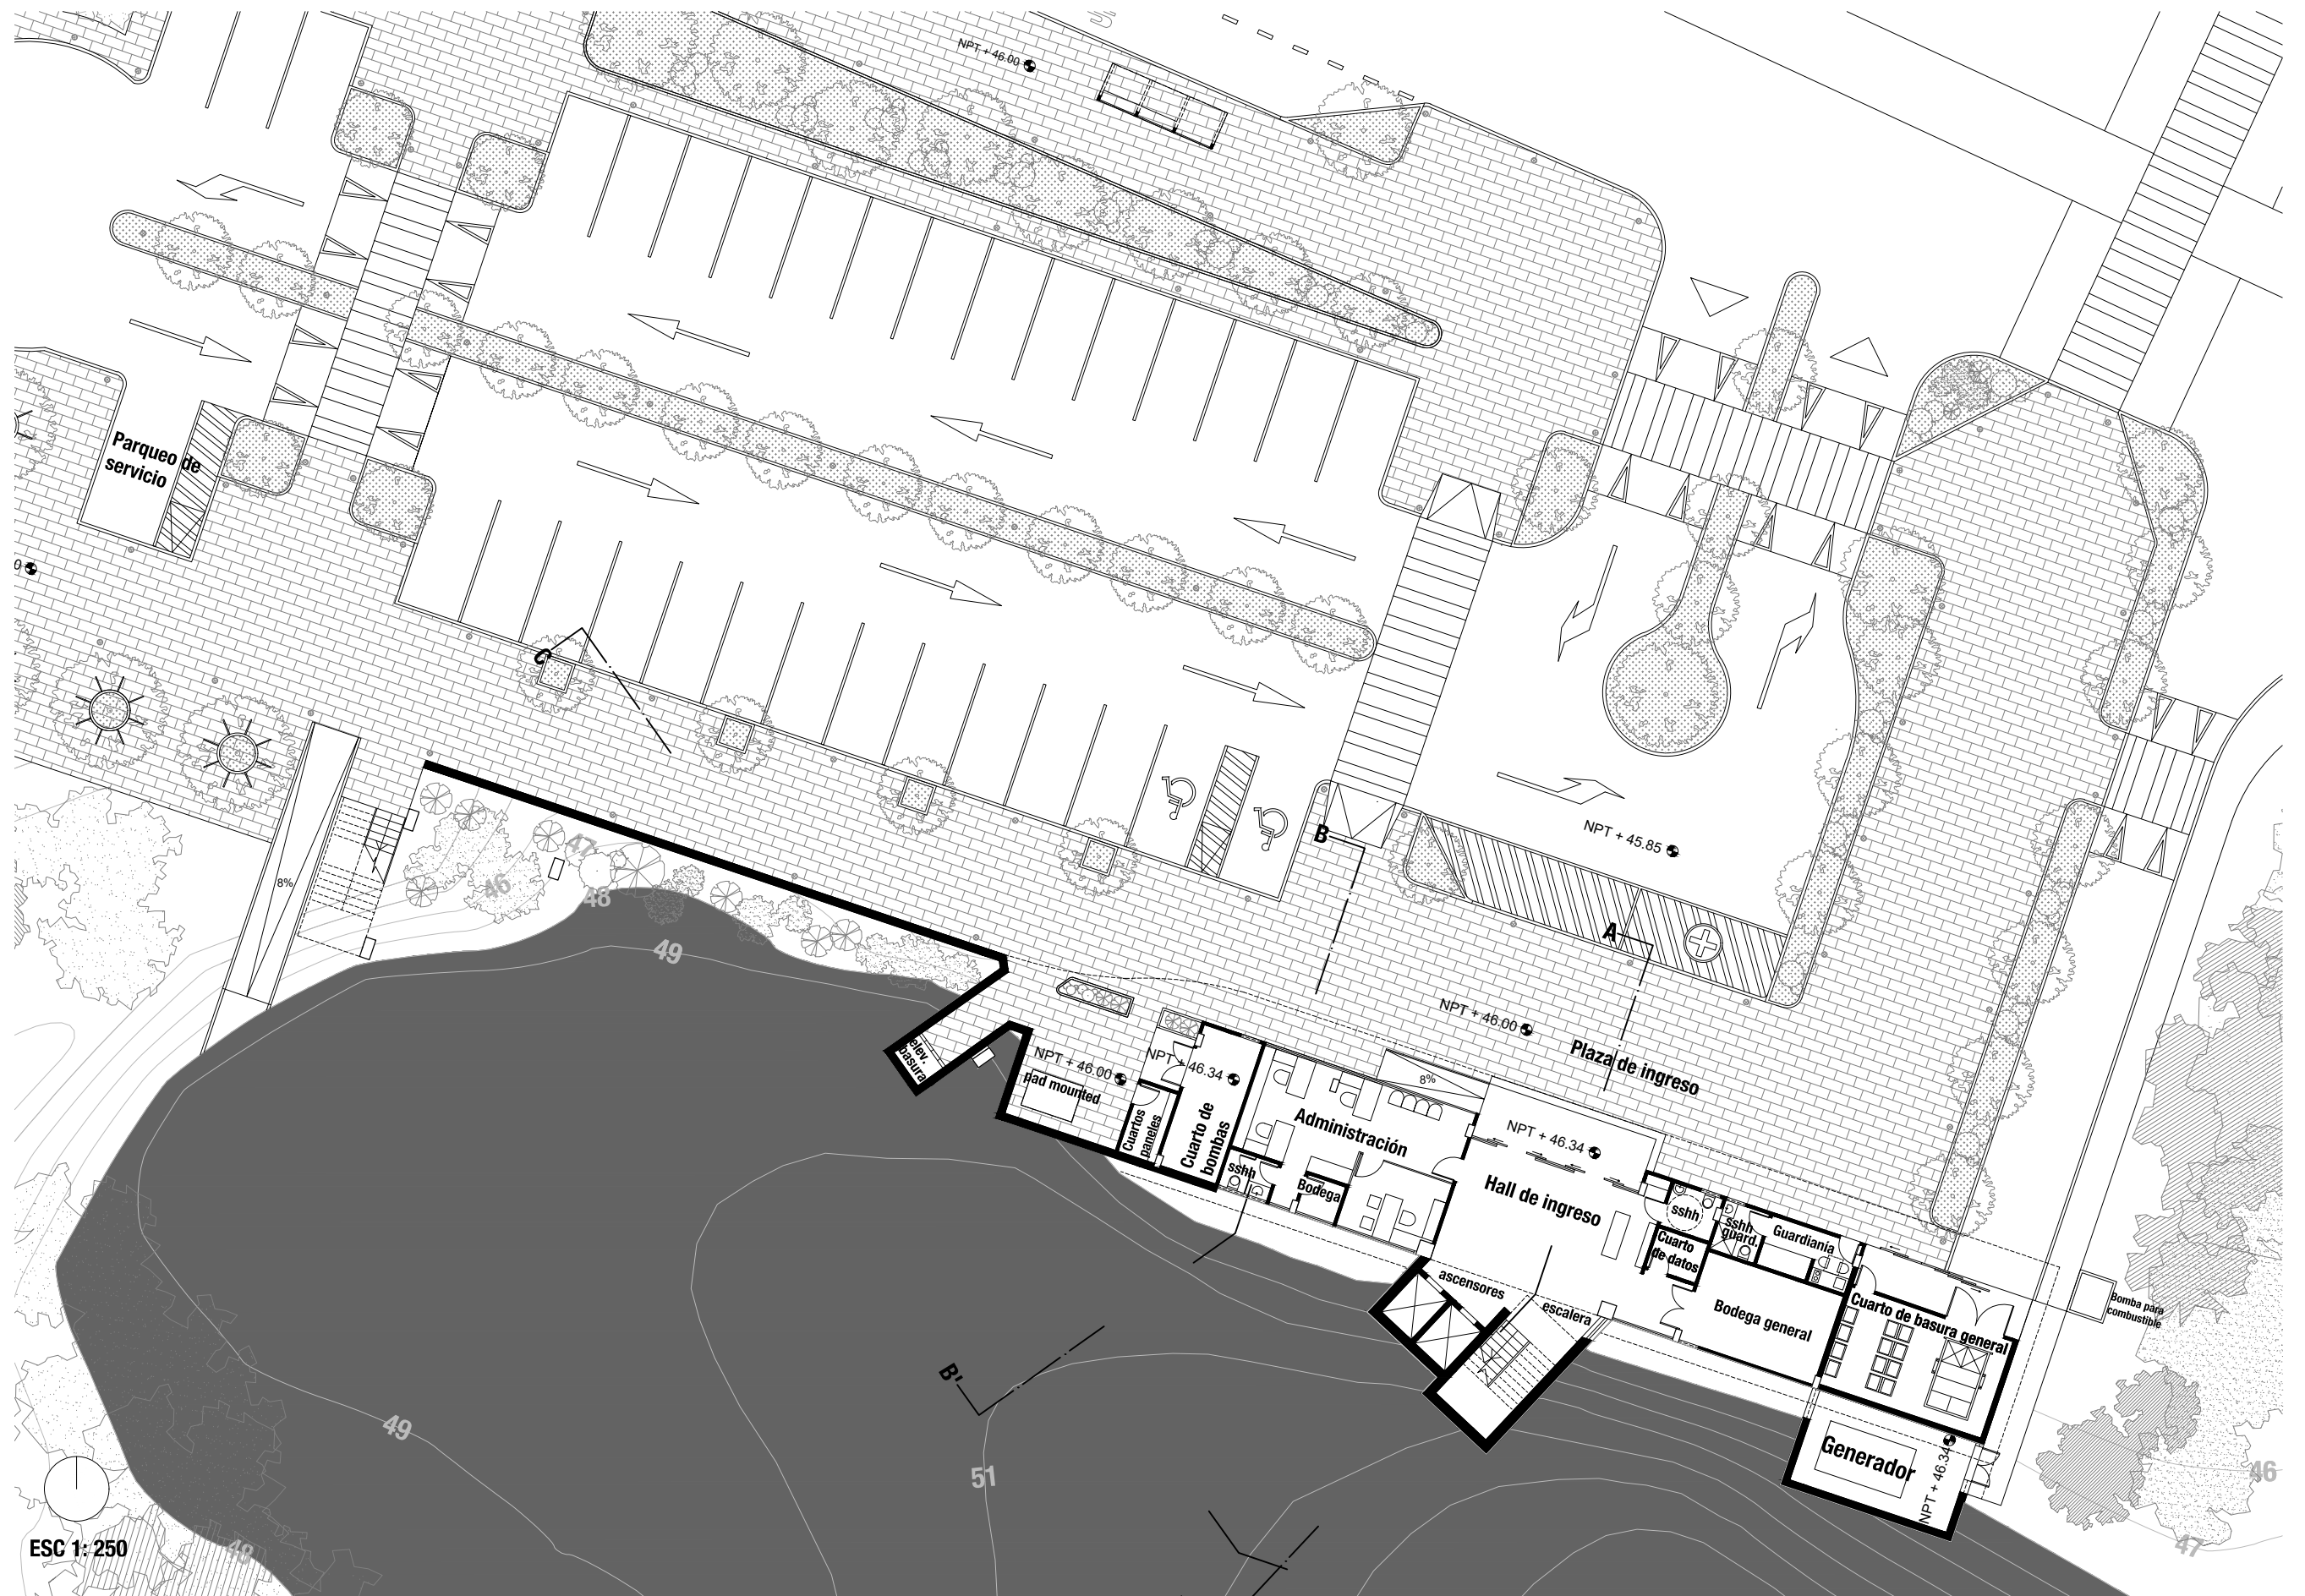 NPT + 46.00
Parqueo de
servicio
C
8%
47
46
48
49
B
NPT + 45.85
A
NPT + 46.00
Plaza de ingreso
elev.
basura
NPT + 46.00
pad mounted
NPT + 46.34
Cuartos
paneles
Cuarto de
bombas
8%
Administración
sshh
Bodega
NPT + 46.34
Hall de ingreso
sshh
sshh
guard.
Guardianía
Cuarto
de datos
ascensores
escalera
Bodega general
Cuarto de basura general
Bomba para
combustible
B'
49
51
Generador
NPT + 46.34
46
47
48
ESC 1: 250